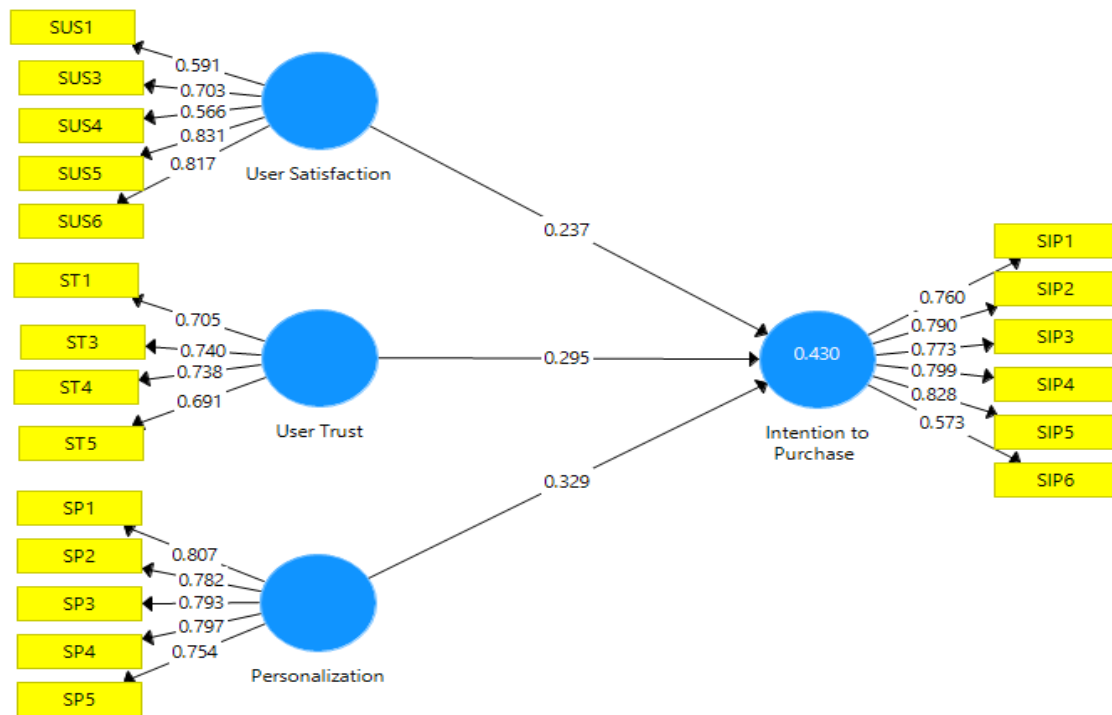 SUS1
0.591
SUS3
0.703
SUS4
0.566
SUS5
0.831
SUS6
0.817
User Satisfaction
0.237
ST1
0.705
ST3
0.740
ST4
0.738
ST5
0.691
User Trust
0.295
SP1
0.807
SP2
0.782
SP3
0.793
SP4
0.797
SP5
0.754
Personalization
0.329
0.430
Intention to
Purchase
SIP1
0.760
SIP2
0.790
SIP3
0.773
SIP4
0.799
SIP5
0.828
SIP6
0.573